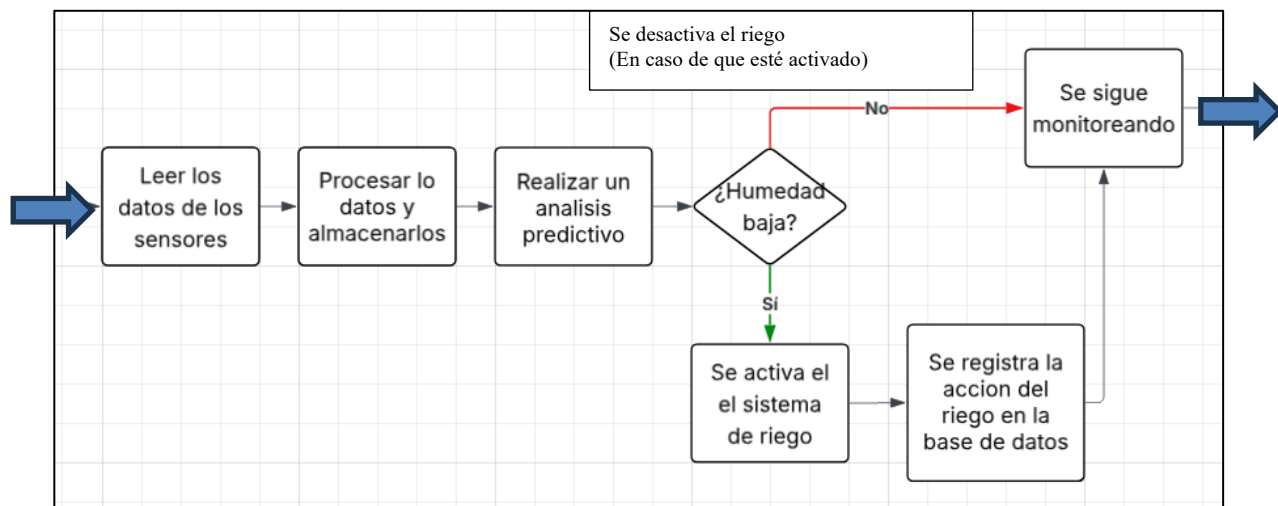 Se desactiva el riego
(En caso de que esté activado)
Leer los
datos de los
sensores
Procesar lo
datos y
almacenarlos
Realizar un
analisis
predictivo
¿Humedad
baja?
No
Se sigue
monitoreando
Sí
Se activa el
el sistema
de riego
Se registra la
accion del
riego en la
base de datos